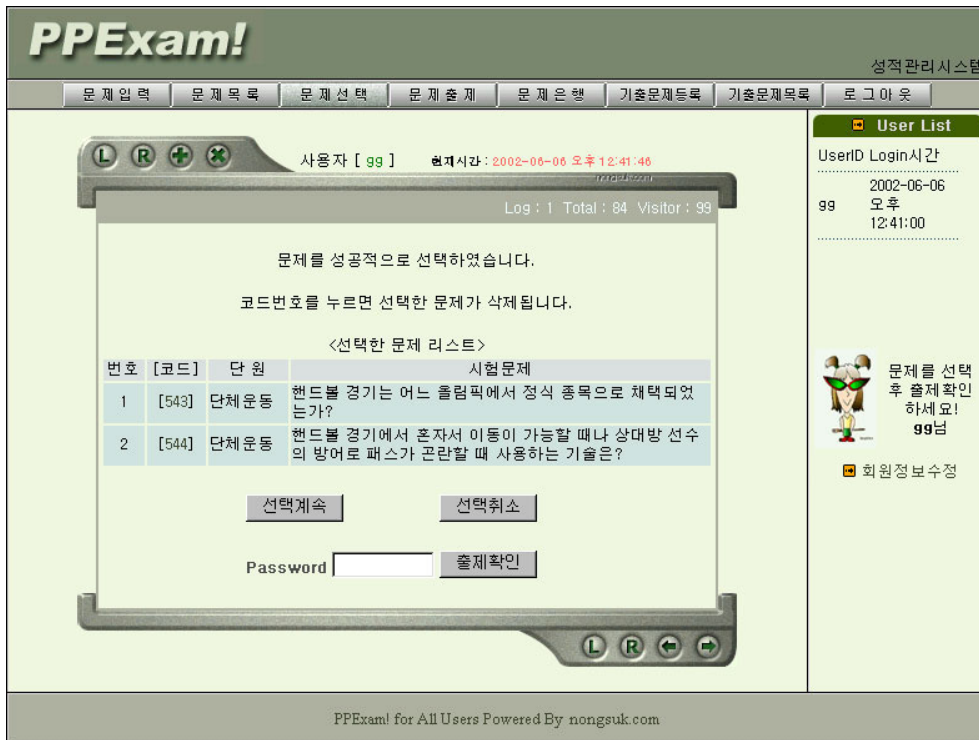 PPExam!
성적관리시스템
문제입력 문제목록 문제선택 문제출제 문제은행 기출문제등록 기출문제목록 로그아웃
L R
사용자 [ gg ] 현재시간 : 2002-06-06 오후 12:41:46
nongsuk.com
Log : 1 Total : 84 Visitor : 99
문제를 성공적으로 선택하였습니다.
코드번호를 누르면 선택한 문제가 삭제됩니다.
<선택한 문제 리스트>
번호 [코드] 단 원 시험문제
1 [543] 단체운동 핸드볼 경기는 어느 올림픽에서 정식 종목으로 채택되었
는가?
2 [544] 단체운동 핸드볼 경기에서 혼자서 이동이 가능할 때나 상대방 선수
의 방어로 패스가 곤란할 때 사용하는 기술은?
선택계속 선택취소
Password 출제확인
L R
User List
UserID Login시간
gg 2002-06-06
오후
12:41:00
문제를 선택
후 출제확인
하세요!
gg님
회원정보수정
PPExam! for All Users Powered By nongsuk.com